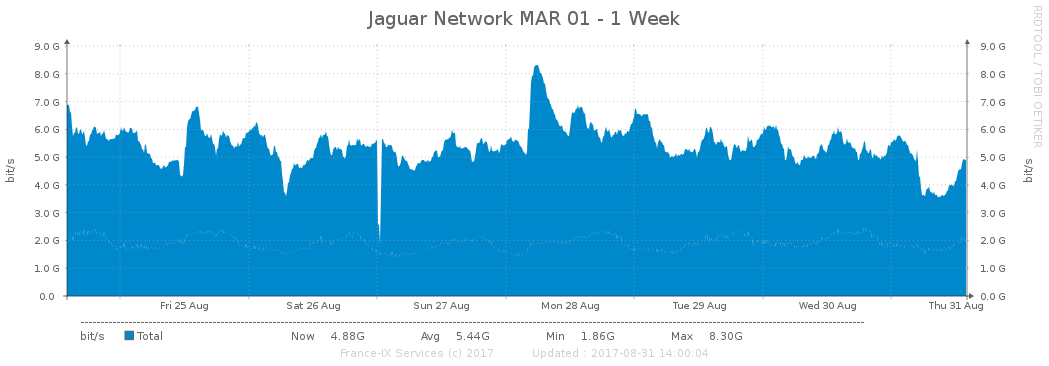 Jaguar Network MAR 01 - 1 Week
RRDTOOL / TOBI OETIKER
bit/s
9.0 G 9.0 G
8.0 G 8.0 G
7.0 G 7.0 G
6.0 G 6.0 G
5.0 G 5.0 G
4.0 G 4.0 G
3.0 G 3.0 G
2.0 G 2.0 G
1.0 G 1.0 G
0.0 0.0 G
bit/s
Fri 25 Aug Sat 26 Aug Sun 27 Aug Mon 28 Aug Tue 29 Aug Wed 30 Aug Thu 31 Aug
bit/s Total Now 4.88G Avg 5.44G Min 1.86G Max 8.30G
France-IX Services (c) 2017 Updated : 2017-08-31 14:00:04